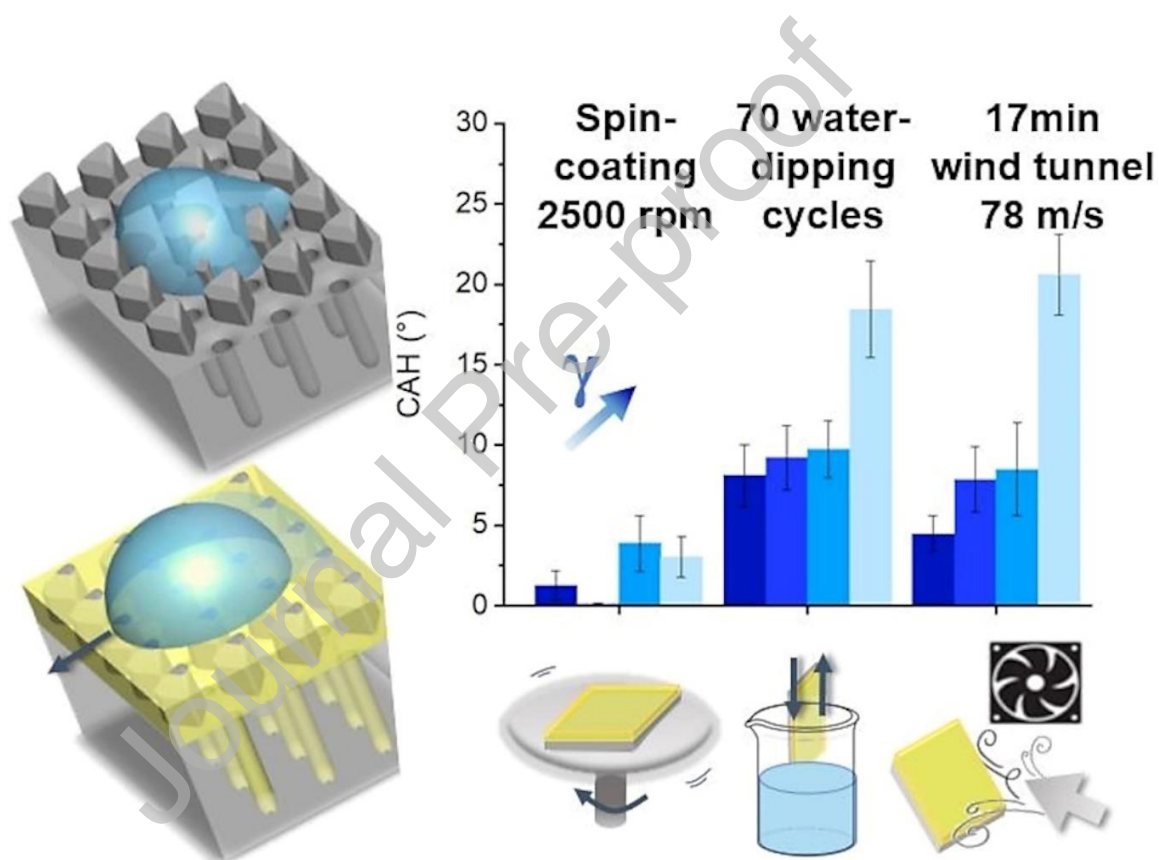 Spin-
coating
2500 rpm
70 water-
dipping
cycles
17min
wind tunnel
78 m/s
CAH (°)
30
25
20
15
10
5
0
γ
Journal Pre-proof